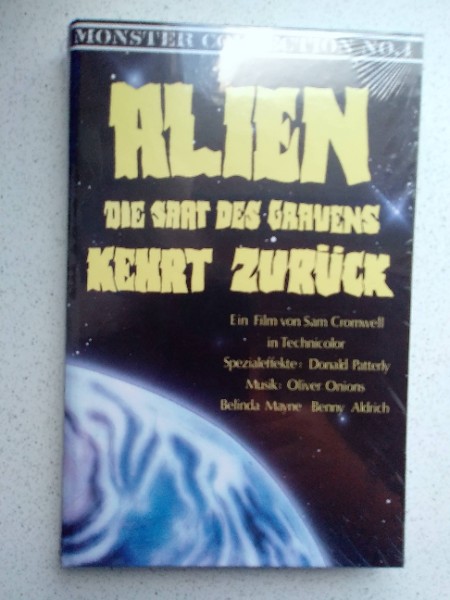 MONSTER COLLECTION NO.4
ALIEN
DIE SAAT DES GRAUENS
KEHRT ZURÜCK
Ein Film von Sam Cromwell
in Technicolor
Spezialeffekte: Donald Patterly
Musik: Oliver Onions
Belinda Mayne Benny Aldrich